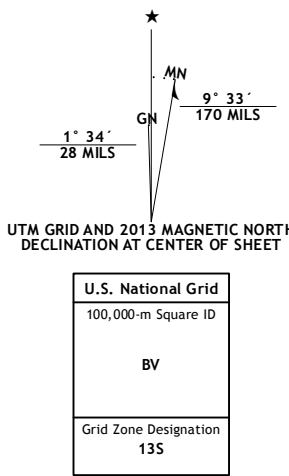 ★
MN
GN
1° 34´
28 MILS
9° 33´
170 MILS
UTM GRID AND 2013 MAGNETIC NORTH
DECLINATION AT CENTER OF SHEET
U.S. National Grid
100,000-m Square ID
BV
Grid Zone Designation
13S